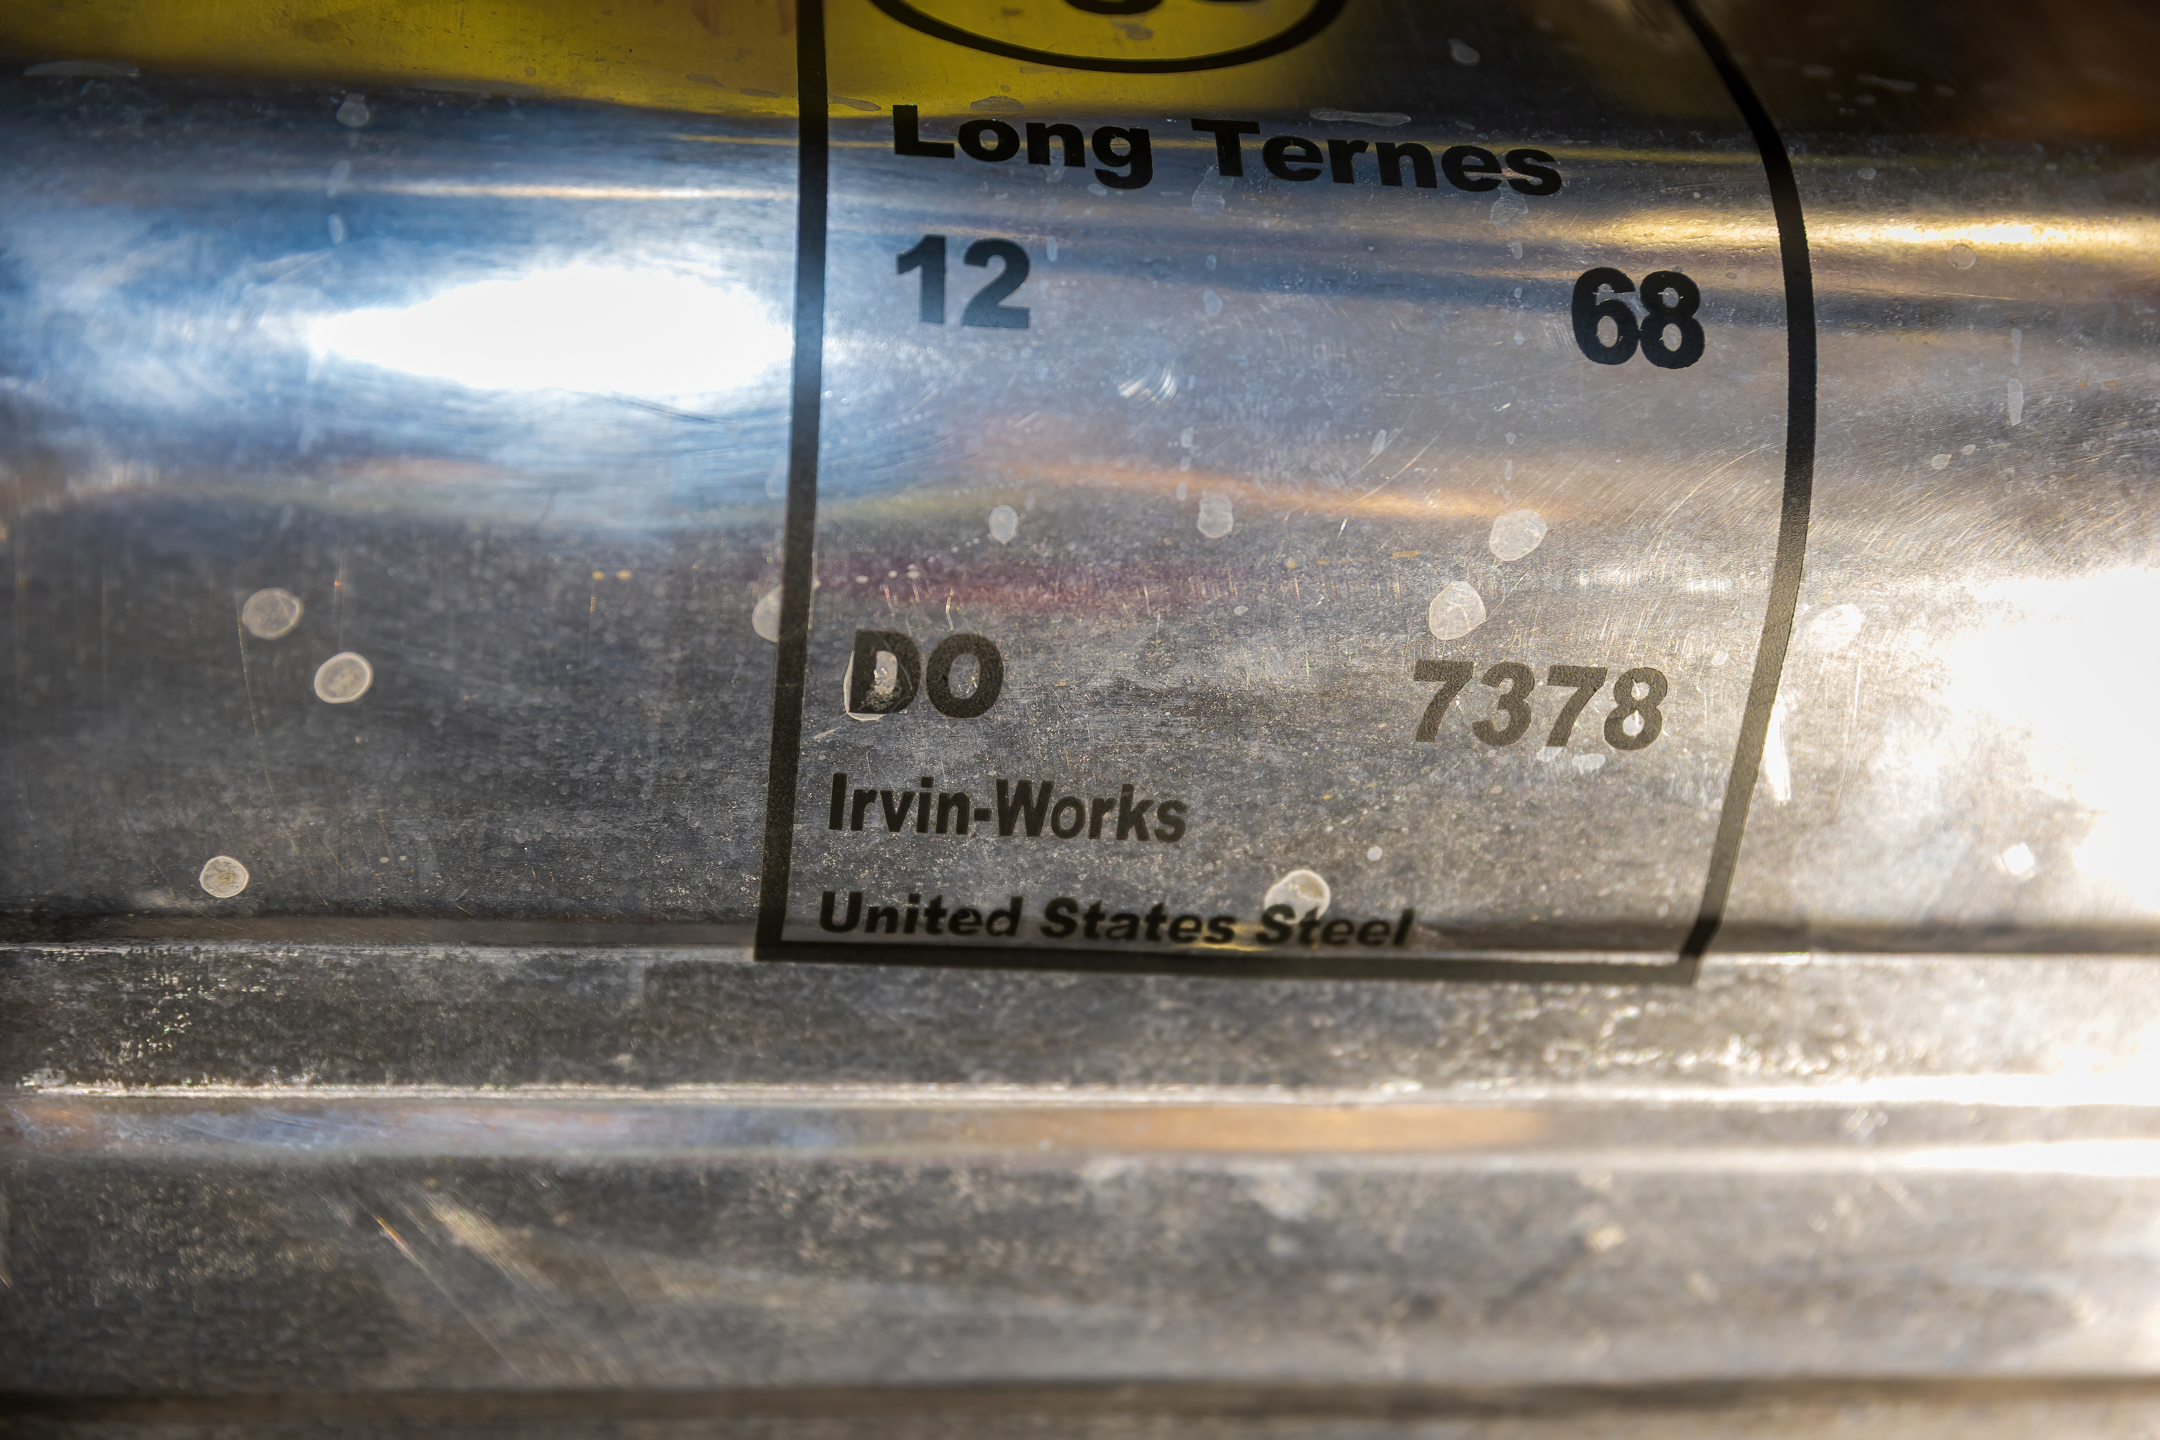 Long Ternes
12 68
DO 7378
Irvin-Works
United States Steel